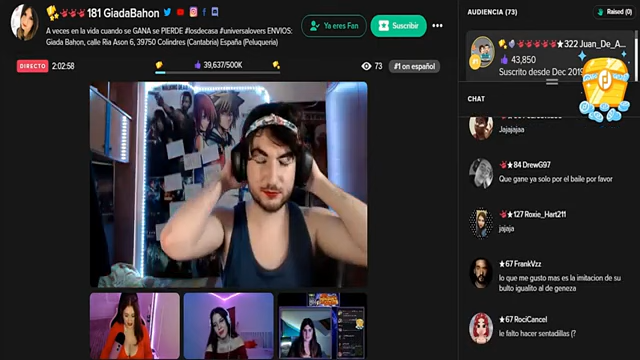 181 GiadaBahon
A veces en la vida cuando se GANA se PIERDE #losdecasa #universalovers ENVIOS:
Giada Bahon, calle Ria Ason 6, 39750 Colindres (Cantabria) España (Peluqueria)
Ya eres Fan
Suscribir
DIRECTO
2:02:58
39,637/500K
73
#1 on español
AUDIENCIA (73)
Raised (0)
322 Juan_De_A...
43,850
Suscrito desde Dec 2019
CHAT
Jajajaa
84 DrewG97
Que gane ya solo por el baile por favor
127 Roxie_Hart211
jajaja
67 FrankVzz
lo que me gusto mas es la imitacion de su
bulto igualito al de geneza
67 RociCancel
le falto hacer sentadillas (?